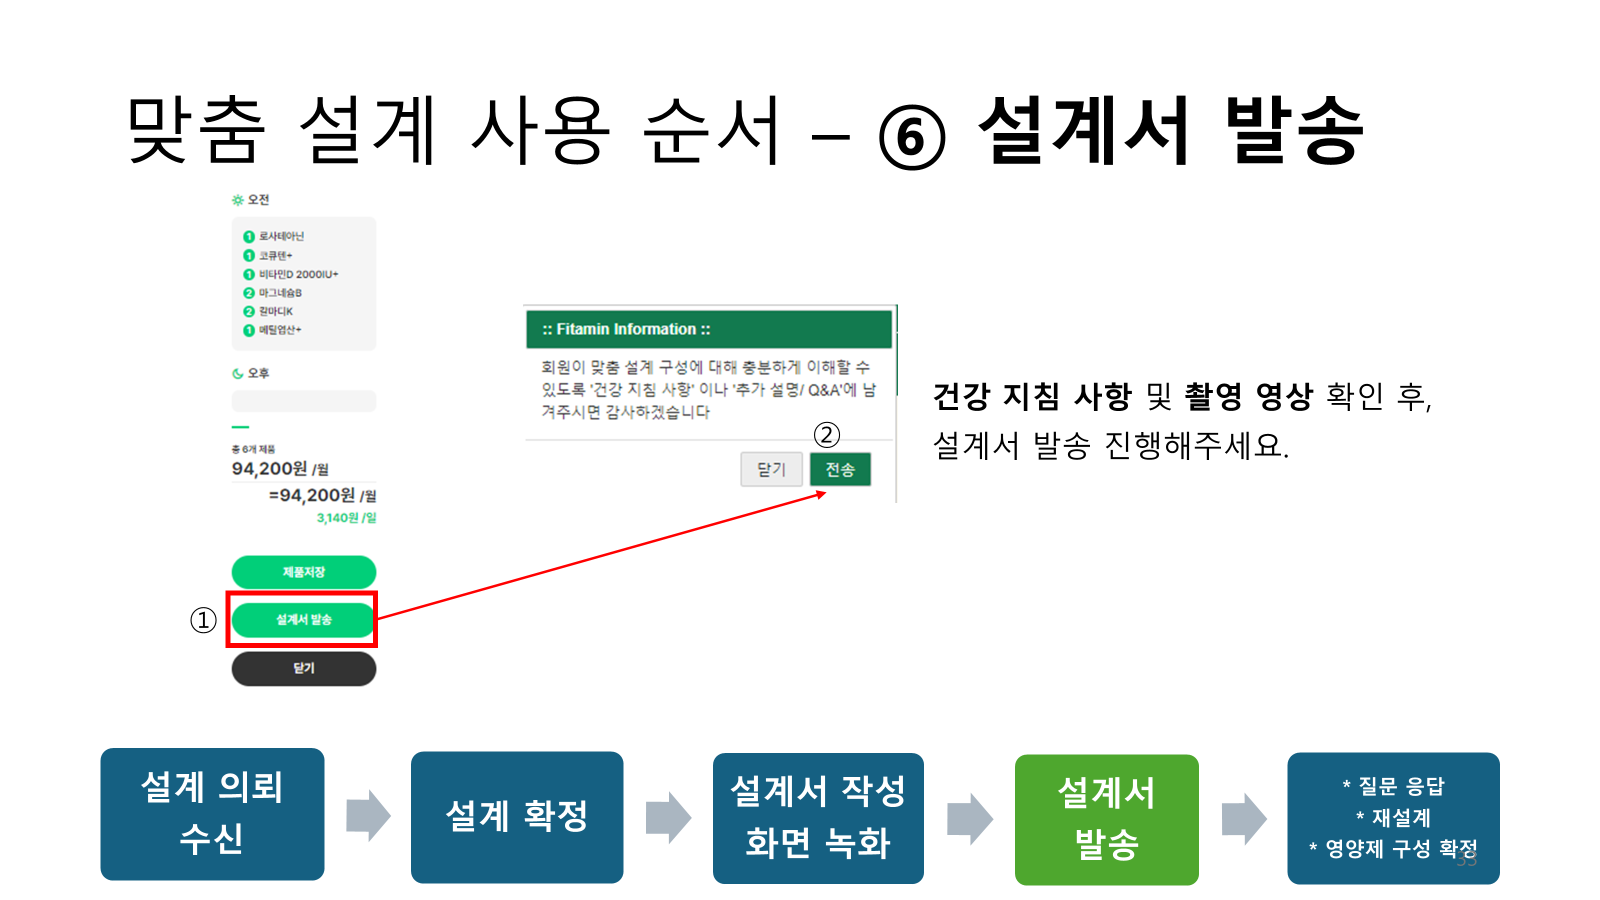 맞춤 설계 사용 순서 – ⑥ 설계서 발송
오전
1 로사테아닌
1 코큐텐+
1 비타민D 2000IU+
2 마그네슘B
2 칼마디K
1 메틸엽산+
오후
총 6개 제품
94,200원 /월
=94,200원 /월
3,140원 /일
제품저장
① 설계서 발송
닫기
:: Fitamin Information ::
회원이 맞춤 설계 구성에 대해 충분하게 이해할 수
있도록 '건강 지침 사항' 이나 '추가 설명/ Q&A'에 남
겨주시면 감사하겠습니다
②
닫기 전송
건강 지침 사항 및 촬영 영상 확인 후,
설계서 발송 진행해주세요.
설계 의뢰
수신
설계 확정
설계서 작성
화면 녹화
설계서
발송
* 질문 응답
* 재설계
* 영양제 구성 확정
33